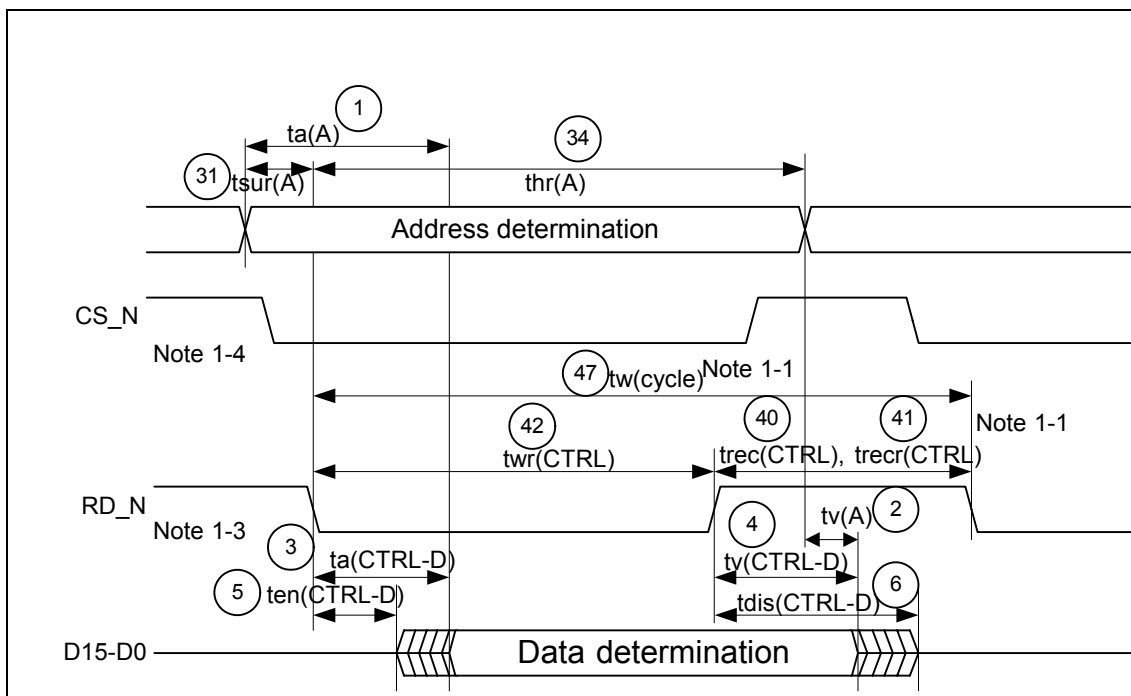 1
ta(A)
34
31 tsur(A)
thr(A)
Address determination
CS_N
Note 1-4
47 tw(cycle) Note 1-1
42
40
41
Note 1-1
twr(CTRL)
trec(CTRL), trecr(CTRL)
RD_N
2
4
tv(A)
Note 1-3
3
ta(CTRL-D)
tv(CTRL-D)
5
ten(CTRL-D)
6
tdis(CTRL-D)
D15-D0
Data determination